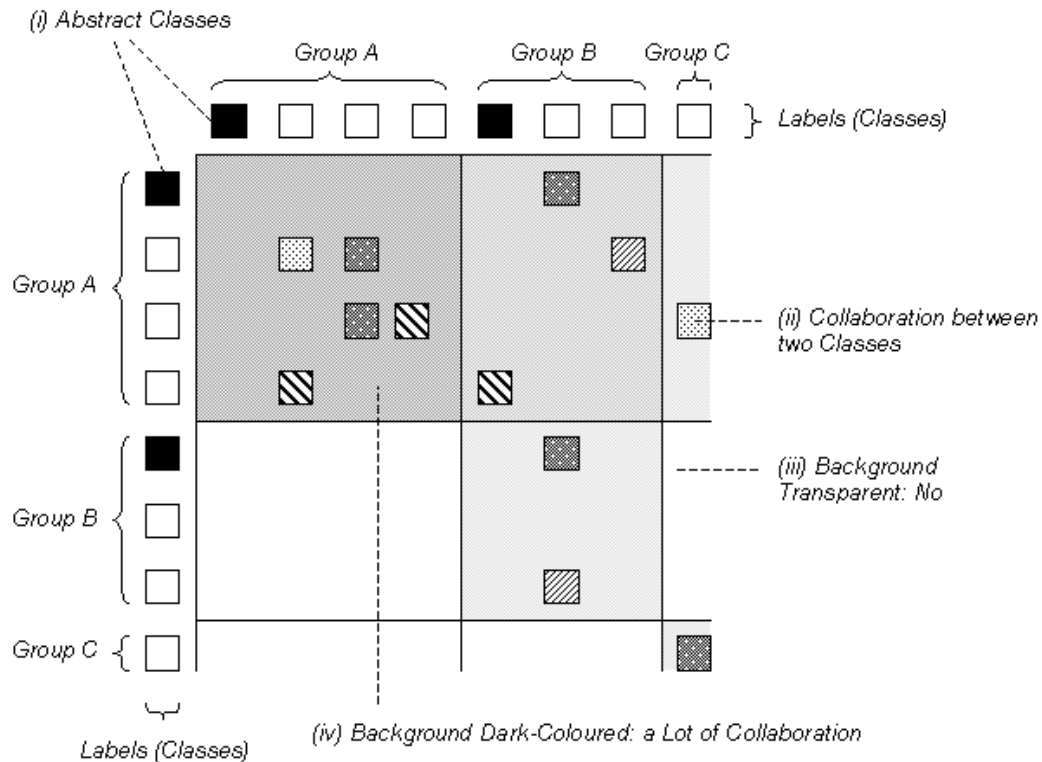 (i) Abstract Classes
Group A
Group B
Group C
Labels (Classes)
Group A
(ii) Collaboration between
two Classes
(iii) Background
Transparent: No
Group B
Group C
(iv) Background Dark-Coloured: a Lot of Collaboration
Labels (Classes)